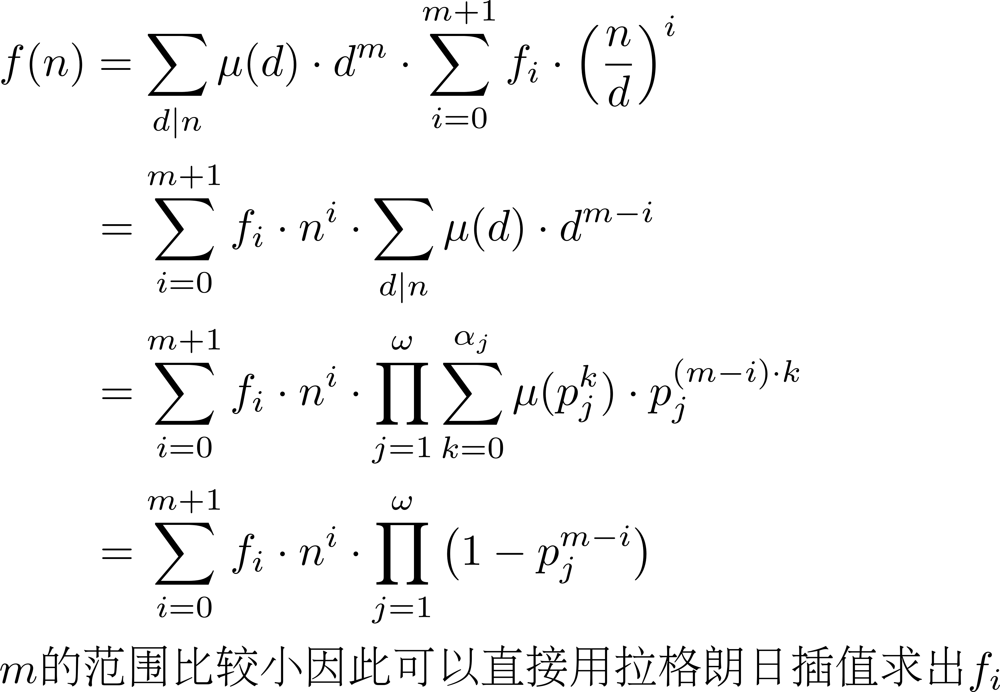 f(n) = \sum_{d|n} \mu(d) \cdot d^m \cdot \sum_{i=0}^{m+1} f_i \cdot \left(\frac{n}{d}\right)^i
= \sum_{i=0}^{m+1} f_i \cdot n^i \cdot \sum_{d|n} \mu(d) \cdot d^{m-i}
= \sum_{i=0}^{m+1} f_i \cdot n^i \cdot \prod_{j=1}^{\omega} \sum_{k=0}^{\alpha_j} \mu(p_j^k) \cdot p_j^{(m-i) \cdot k}
= \sum_{i=0}^{m+1} f_i \cdot n^i \cdot \prod_{j=1}^{\omega} (1 - p_j^{m-i})
m的范围比较小因此可以直接用拉格朗日插值求出f_i